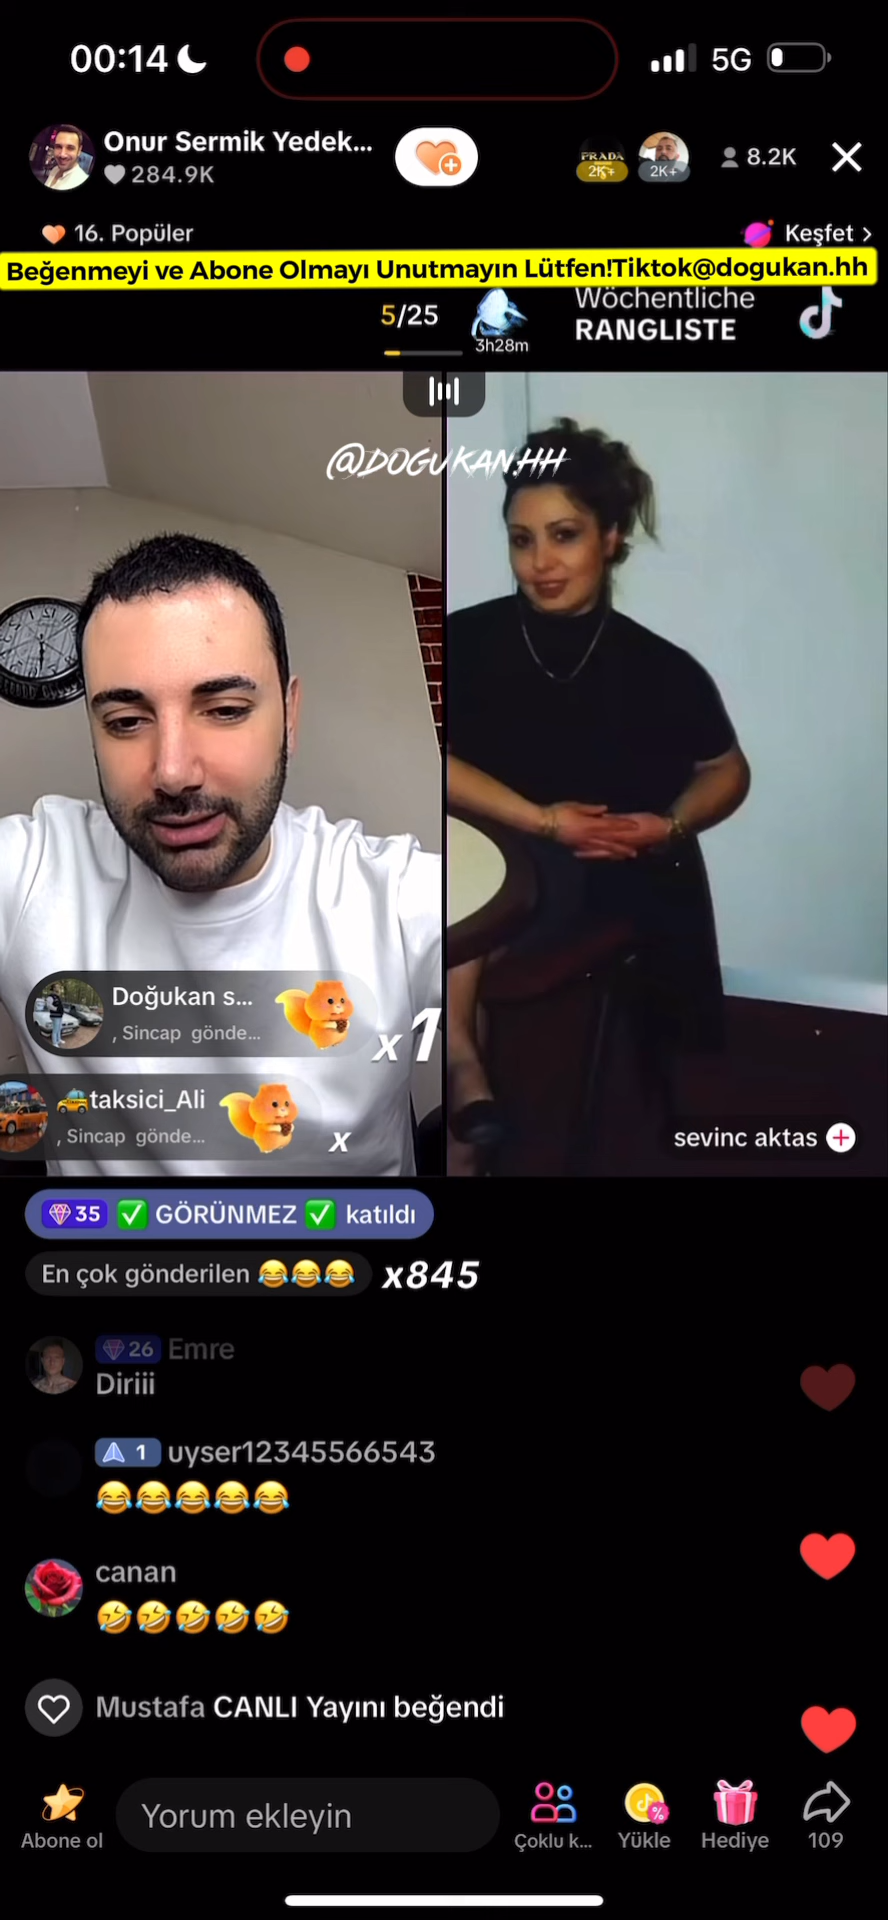 00:14
5G
Onur Sermik Yedek...
284.9K
PRADA
2K+
2K+
8.2K
16. Popüler
Keşfet >
Beğenmeyi ve Abone Olmayı Unutmayın Lütfen!Tiktok@dogukan.hh
5/25
3h28m
Wöchentliche
RANGLISTE
@DOGUKAN.HH
Doğukan s...
, Sincap gönde...
x1
taksici_Ali
, Sincap gönde...
x
sevinc aktas
35 GÖRÜNMEZ katıldı
En çok gönderilen 😂😂😂 x845
26 Emre
Diriii
1 uyser12345566543
😂😂😂😂😂
canan
🤣🤣🤣🤣🤣
Mustafa CANLI Yayını beğendi
Abone ol
Yorum ekleyin
Çoklu k...
Yükle
Hediye
109